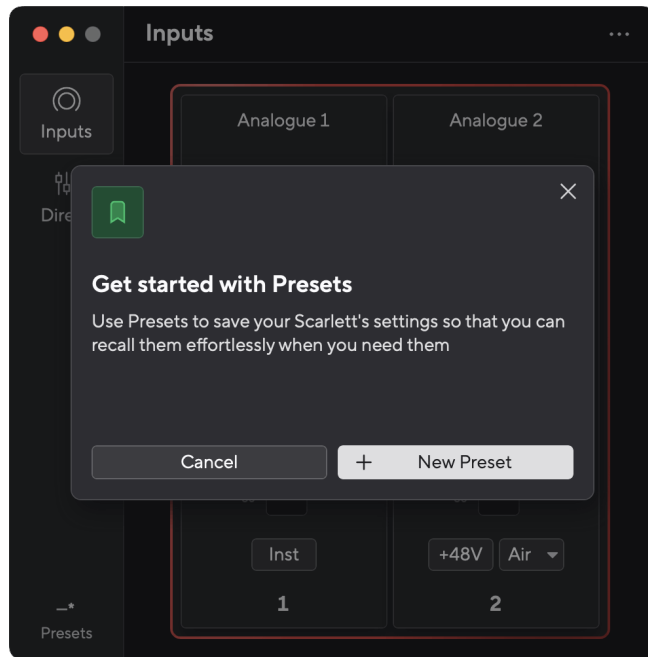 Inputs
Inputs
Analogue 1
Analogue 2
Get started with Presets
Use Presets to save your Scarlett's settings so that you can
recall them effortlessly when you need them
Cancel
+ New Preset
Inst
+48V
Air
1
2
Presets